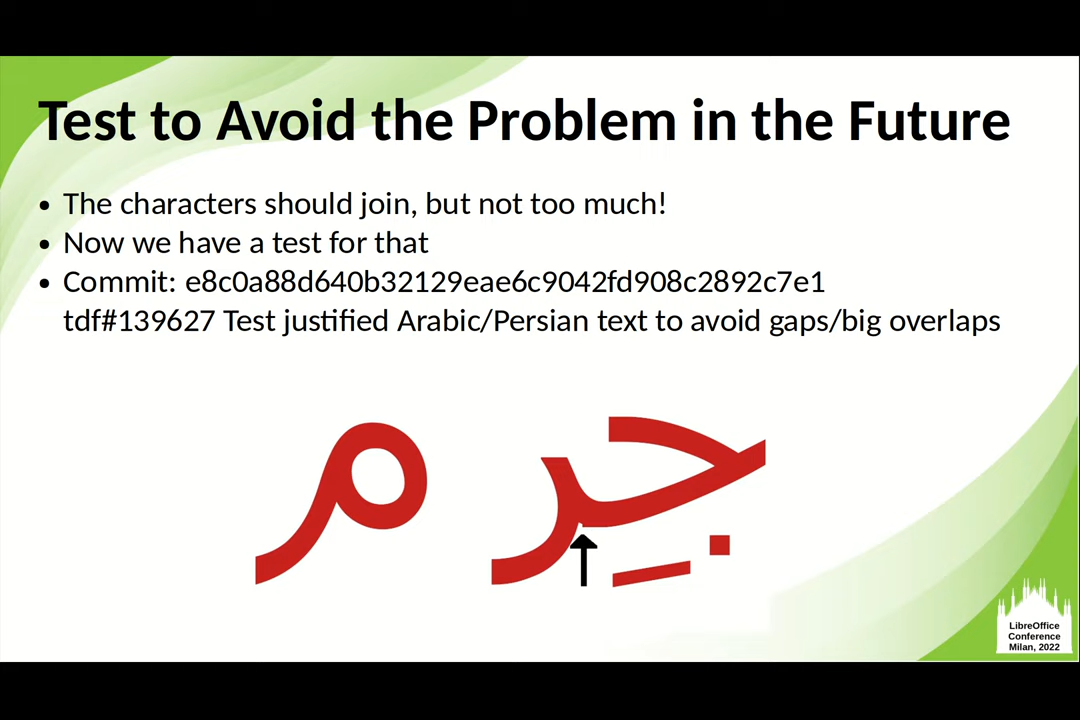 Test to Avoid the Problem in the Future
• The characters should join, but not too much!
• Now we have a test for that
• Commit: e8c0a88d640b32129eae6c9042fd908c2892c7e1
tdf#139627 Test justified Arabic/Persian text to avoid gaps/big overlaps
جِرم
LibreOffice
Conference
Milan, 2022